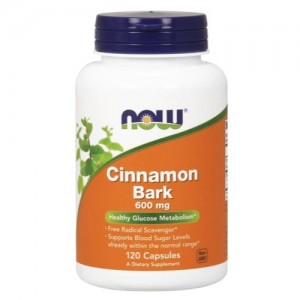 NOW
Cinnamon
Bark
600 mg
Healthy Glucose Metabolism*
• Free Radical Scavenger*
• Supports Blood Sugar Levels
already within the normal range*
120 Capsules
A Dietary Supplement